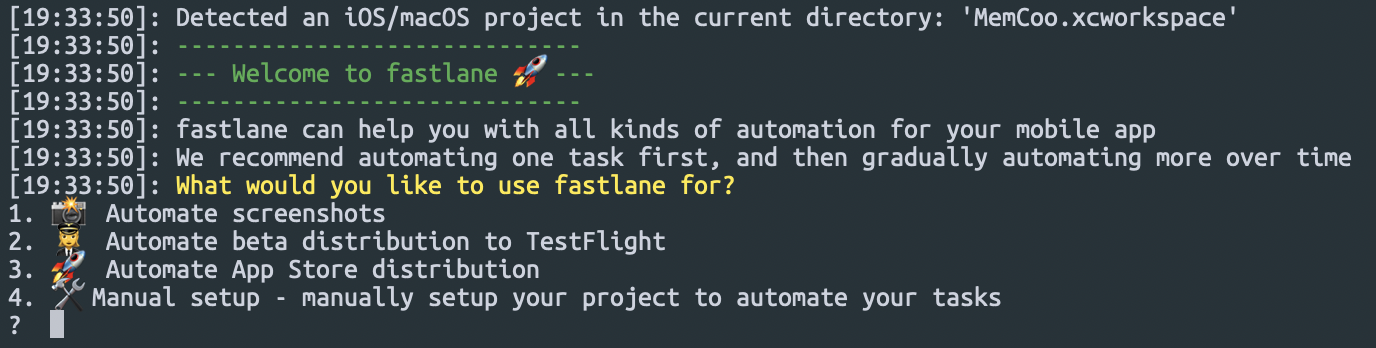 [19:33:50]: Detected an iOS/macOS project in the current directory: 'MemCoo.xcworkspace'
[19:33:50]: -----------------------------
[19:33:50]: --- Welcome to fastlane 🚀 ---
[19:33:50]: -----------------------------
[19:33:50]: fastlane can help you with all kinds of automation for your mobile app
[19:33:50]: We recommend automating one task first, and then gradually automating more over time
[19:33:50]: What would you like to use fastlane for?
1. 📸 Automate screenshots
2. 👩‍✈️ Automate beta distribution to TestFlight
3. 🚀 Automate App Store distribution
4. 🛠 Manual setup - manually setup your project to automate your tasks
?